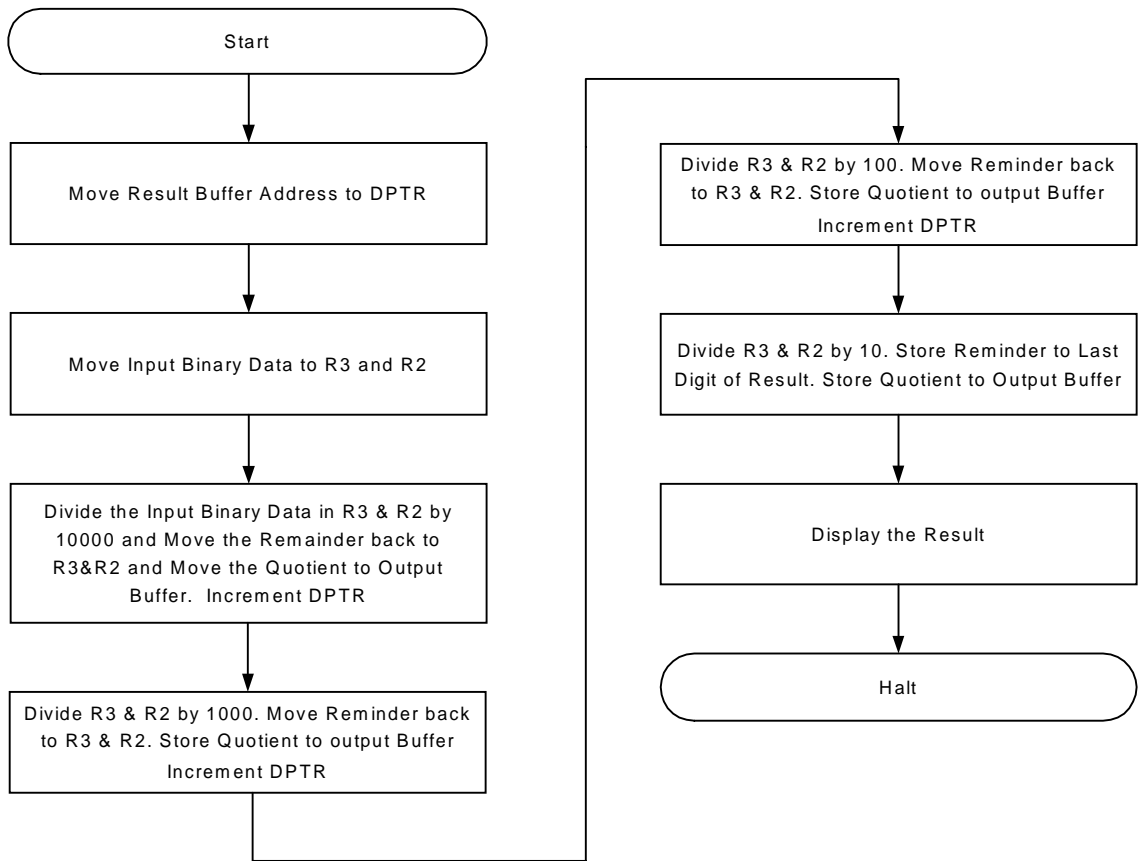 Start
Move Result Buffer Address to DPTR
Move Input Binary Data to R3 and R2
Divide the Input Binary Data in R3 & R2 by
10000 and Move the Remainder back to
R3&R2 and Move the Quotient to Output
Buffer. Increment DPTR
Divide R3 & R2 by 1000. Move Reminder back
to R3 & R2. Store Quotient to output Buffer
Increment DPTR
Divide R3 & R2 by 100. Move Reminder back
to R3 & R2. Store Quotient to output Buffer
Increment DPTR
Divide R3 & R2 by 10. Store Reminder to Last
Digit of Result. Store Quotient to Output Buffer
Display the Result
Halt